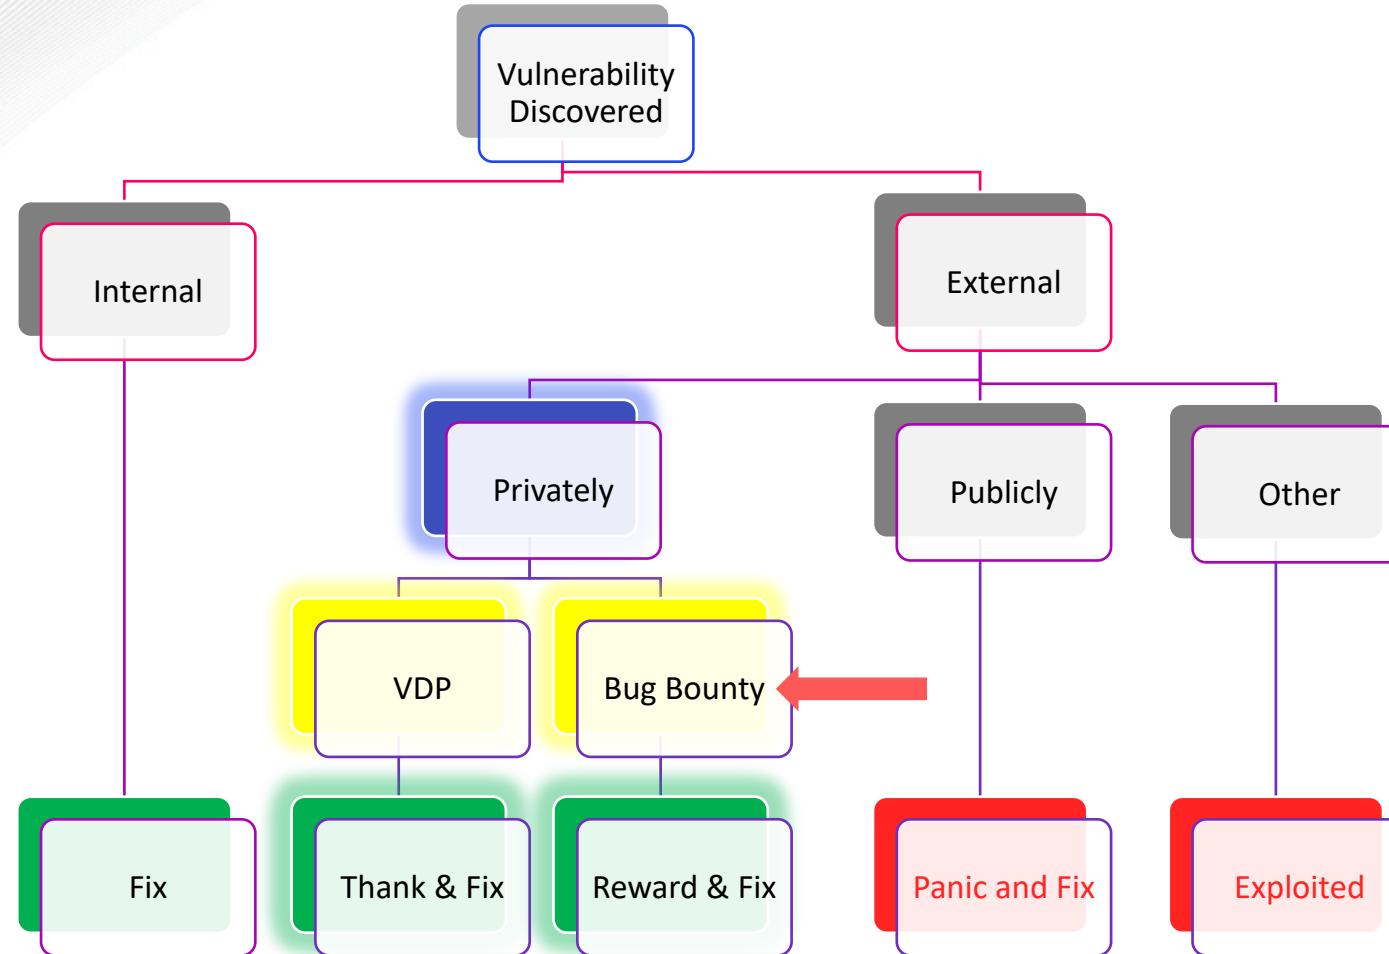 Vulnerability
Discovered
Internal
External
Privately
Publicly
Other
VDP
Bug Bounty
Fix
Thank & Fix
Reward & Fix
Panic and Fix
Exploited